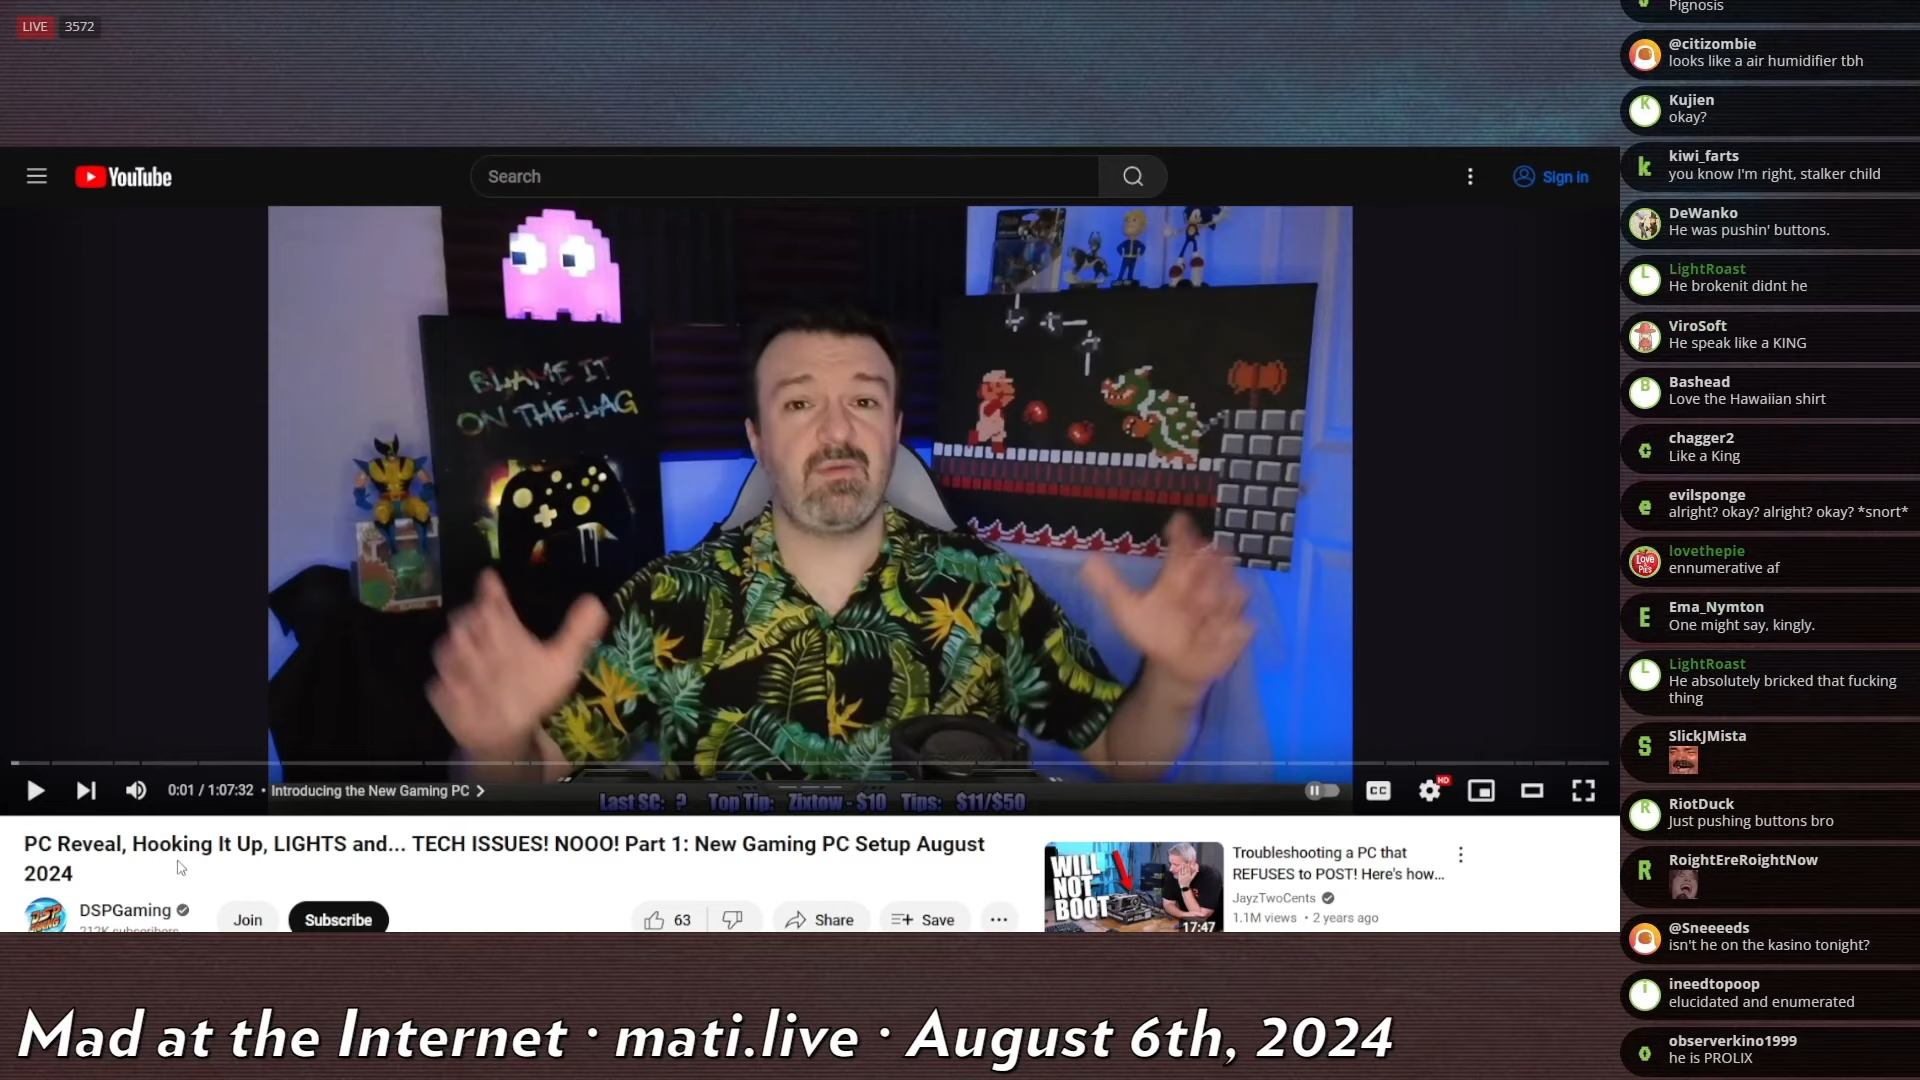 LIVE 3572
YouTube
Search
Sign in
BLAME IT
ON THE LAG
0:01 / 1:07:32 • Introducing the New Gaming PC
Last SC: ? Top Tip: Zixtow - $10 Tips: $11/$50
CC
HD
PC Reveal, Hooking It Up, LIGHTS and... TECH ISSUES! NOOO! Part 1: New Gaming PC Setup August
2024
DSPGaming
212K subscribers
Join
Subscribe
63
Share
Save
WILL
NOT
BOOT
17:47
Troubleshooting a PC that
REFUSES to POST! Here's how...
JayzTwoCents
1.1M views • 2 years ago
Mad at the Internet · mati.live · August 6th, 2024
Pignosis
@citizombie
looks like a air humidifier tbh
K
Kujien
okay?
k
kiwi_farts
you know I'm right, stalker child
DeWanko
He was pushin' buttons.
L
LightRoast
He brokenit didnt he
ViroSoft
He speak like a KING
B
Bashead
Love the Hawaiian shirt
c
chagger2
Like a King
e
evilsponge
alright? okay? alright? okay? *snort*
lovethepie
ennumerative af
E
Ema_Nymton
One might say, kingly.
L
LightRoast
He absolutely bricked that fucking
thing
S
SlickJMista
R
RiotDuck
Just pushing buttons bro
R
RoightEreRoightNow
@Sneeeeds
isn't he on the kasino tonight?
i
ineedtopoop
elucidated and enumerated
o
observerkino1999
he is PROLIX